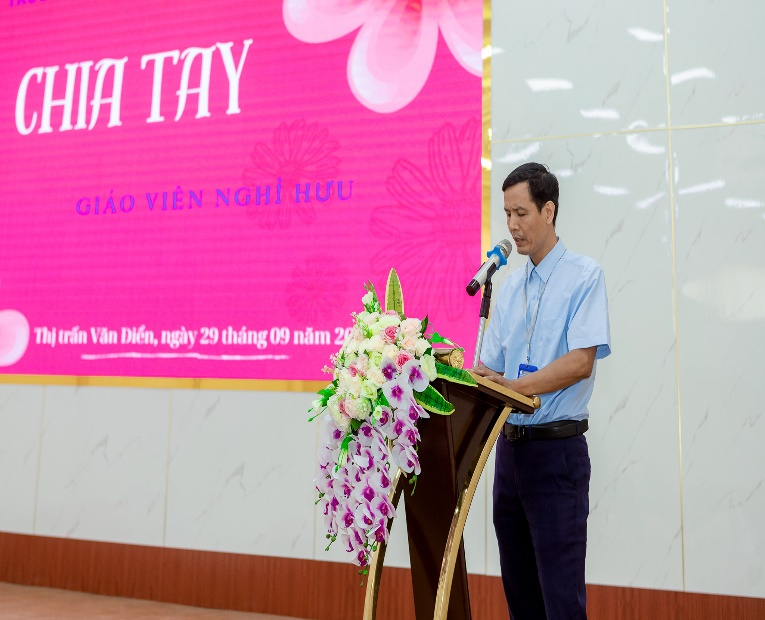 CHIA TAY
GIÁO VIÊN NGHỈ HƯU
Thị trấn Văn Điển, ngày 29 tháng 09 năm